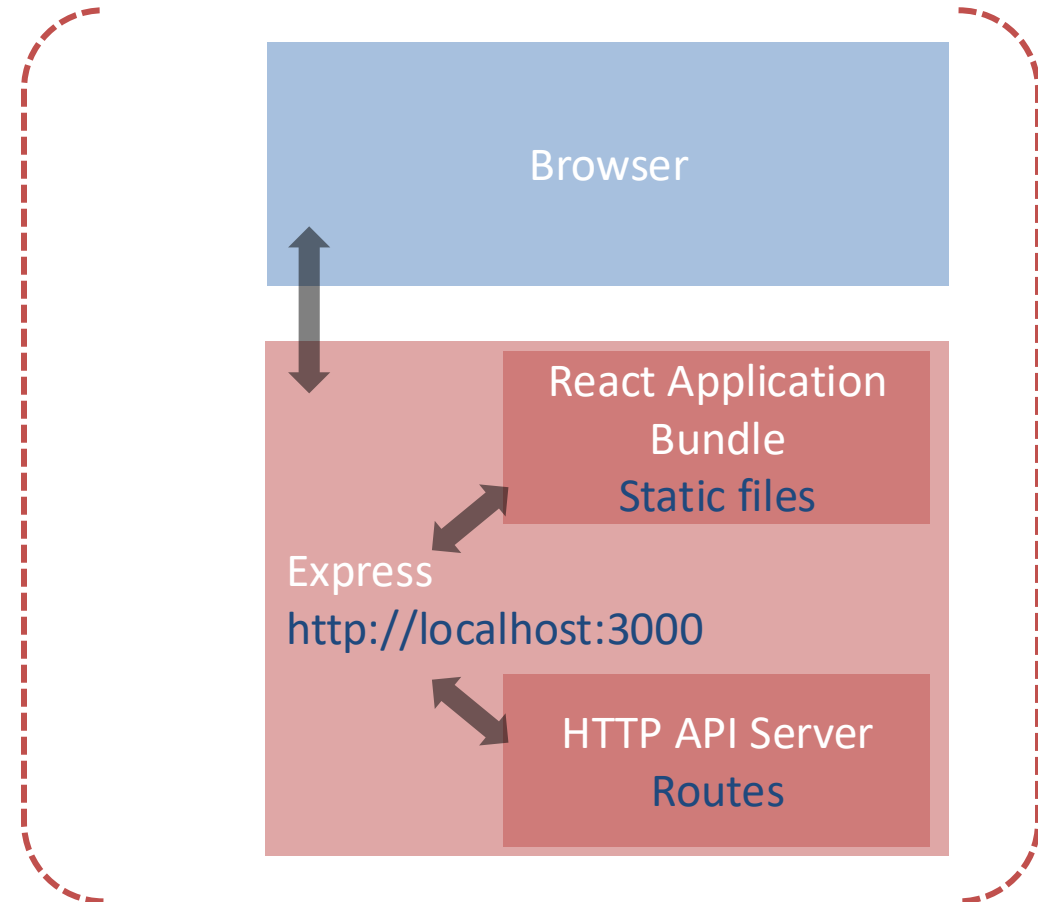 Browser
React Application
Bundle
Static files
Express
http://localhost:3000
HTTP API Server
Routes